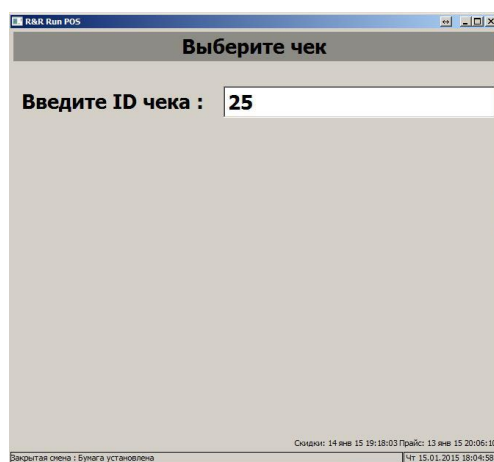 R&R Run POS
Выберите чек
Введите ID чека : 25
Скидки: 14 янв 15 19:18:03 Прайс: 13 янв 15 20:06:10
Закрытая смена : Бумага установлена Чт 15.01.2015 18:04:58